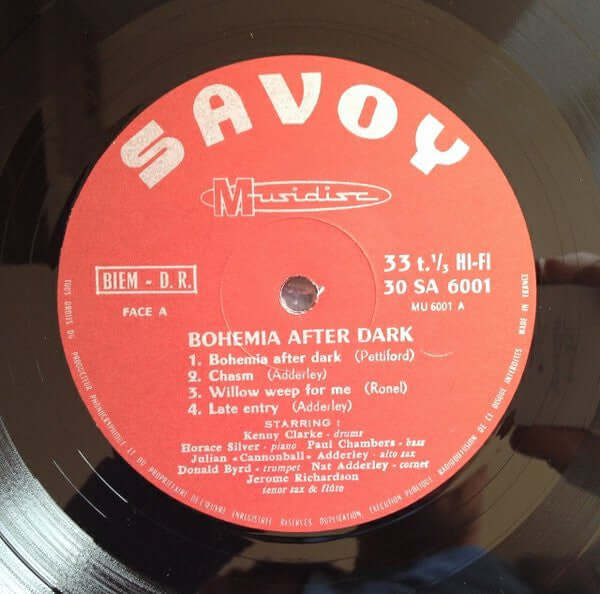 SAVOY
Musidisc
BIEM - D. R.
FACE A
33 t. 1/3 HI-FI
30 SA 6001
MU 6001 A
BOHEMIA AFTER DARK
1. Bohemia after dark (Pettiford)
2. Chasm (Adderley)
3. Willow weep for me (Ronel)
4. Late entry (Adderley)
STARRING :
Kenny Clarke - drums
Horace Silver - piano Paul Chambers - bass
Julian «Cannonball» Adderley - alto sax
Donald Byrd - trumpet Nat Adderley - cornet
Jerome Richardson
tenor sax & flûte
TOUS DROITS DU PRODUCTEUR PHONOGRAPHIQUE ET DU PROPRIÉTAIRE DE L'ŒUVRE ENREGISTRÉE RÉSERVÉS DUPLICATION, EXÉCUTION PUBLIQUE RADIODIFFUSION DE CE DISQUE INTERDITES
MADE IN FRANCE